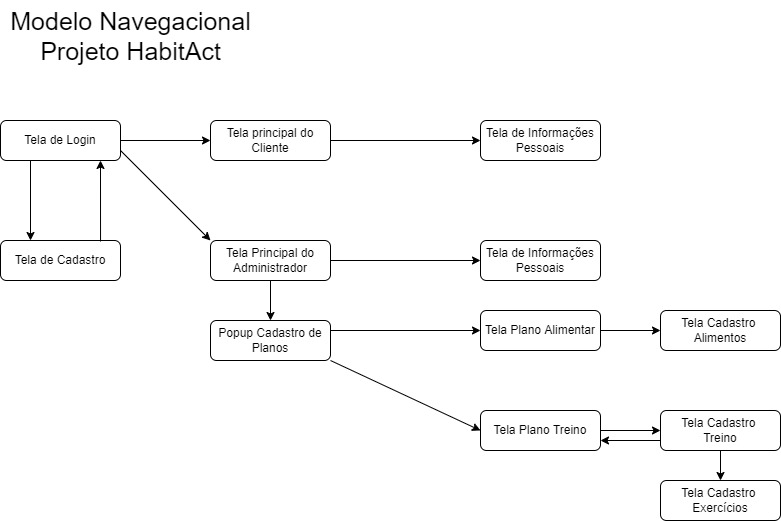 Modelo Navegacional
Projeto HabitAct
Tela de Login
Tela principal do
Cliente
Tela de Informações
Pessoais
Tela de Cadastro
Tela Principal do
Administrador
Tela de Informações
Pessoais
Popup Cadastro de
Planos
Tela Plano Alimentar
Tela Cadastro
Alimentos
Tela Plano Treino
Tela Cadastro
Treino
Tela Cadastro
Exercícios